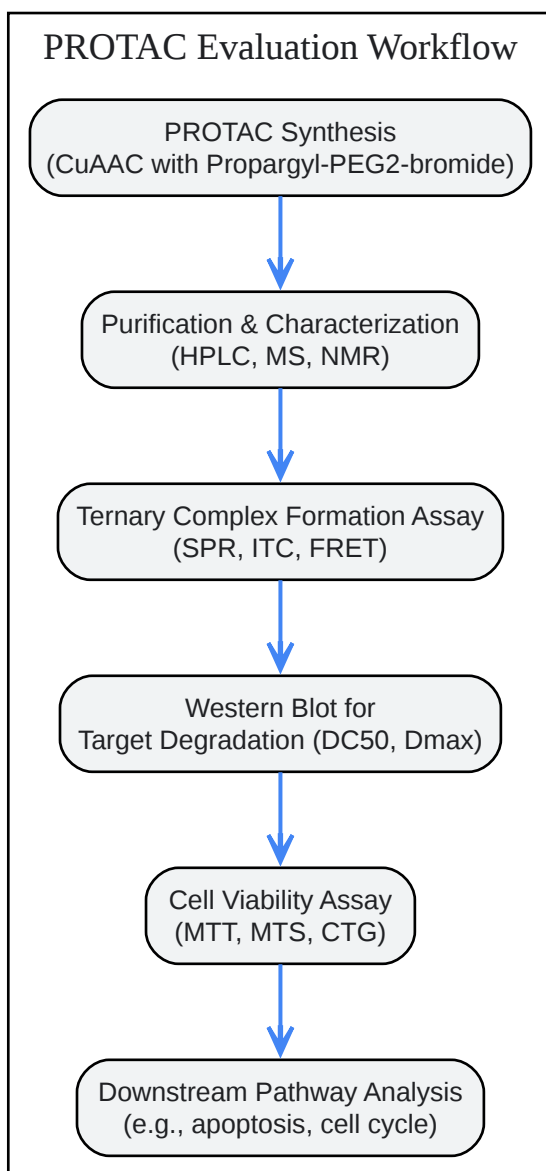 PROTAC Evaluation Workflow
PROTAC Synthesis
(CuAAC with Propargyl-PEG2-bromide)
Purification & Characterization
(HPLC, MS, NMR)
Ternary Complex Formation Assay
(SPR, ITC, FRET)
Western Blot for
Target Degradation (DC50, Dmax)
Cell Viability Assay
(MTT, MTS, CTG)
Downstream Pathway Analysis
(e.g., apoptosis, cell cycle)